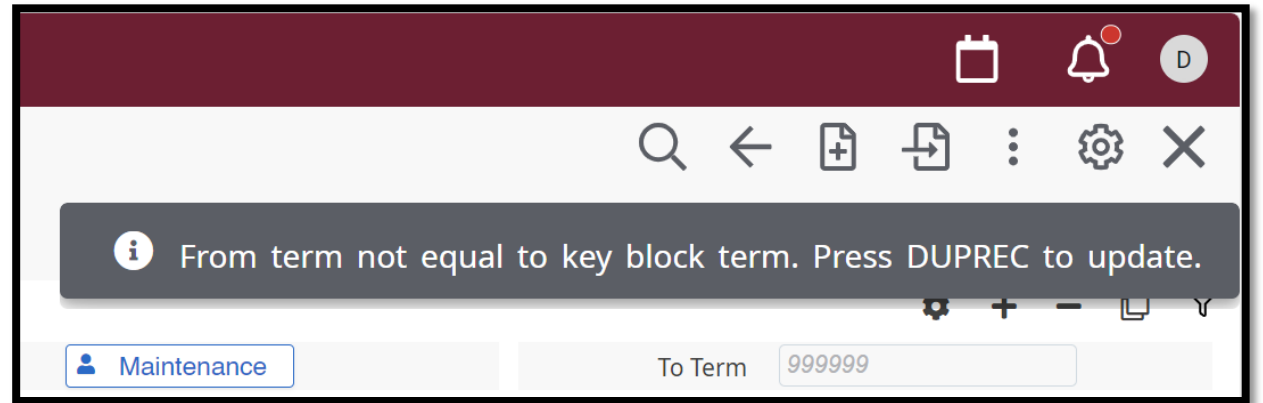 D
From term not equal to key block term. Press DUPREC to update.
Maintenance To Term 999999